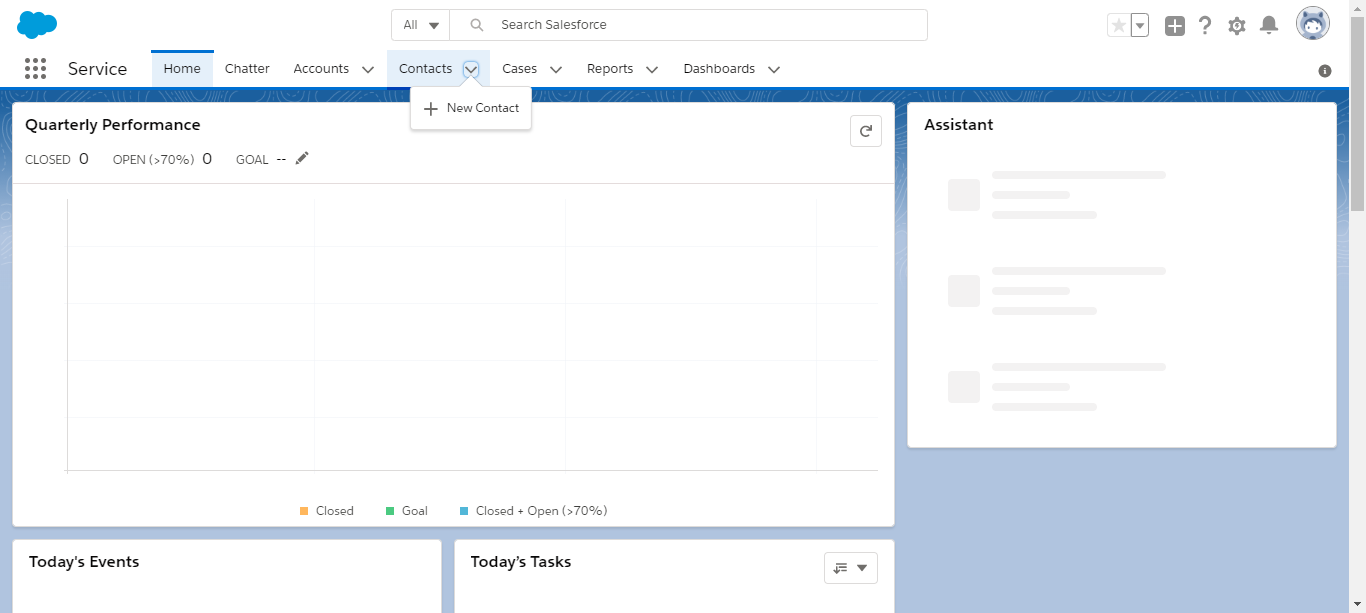 All Search Salesforce
Service Home Chatter Accounts Contacts Cases Reports Dashboards
New Contact
Quarterly Performance
CLOSED 0 OPEN (>70%) 0 GOAL --
Closed Goal Closed + Open (>70%)
Assistant
Today's Events
Today's Tasks